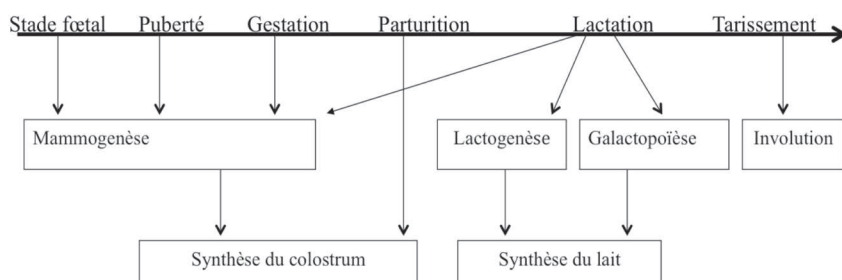 Stade fœtal Puberté Gestation Parturition Lactation Tarissement
Mammogenèse Lactogenèse Galactopoïèse Involution
Synthèse du colostrum Synthèse du lait